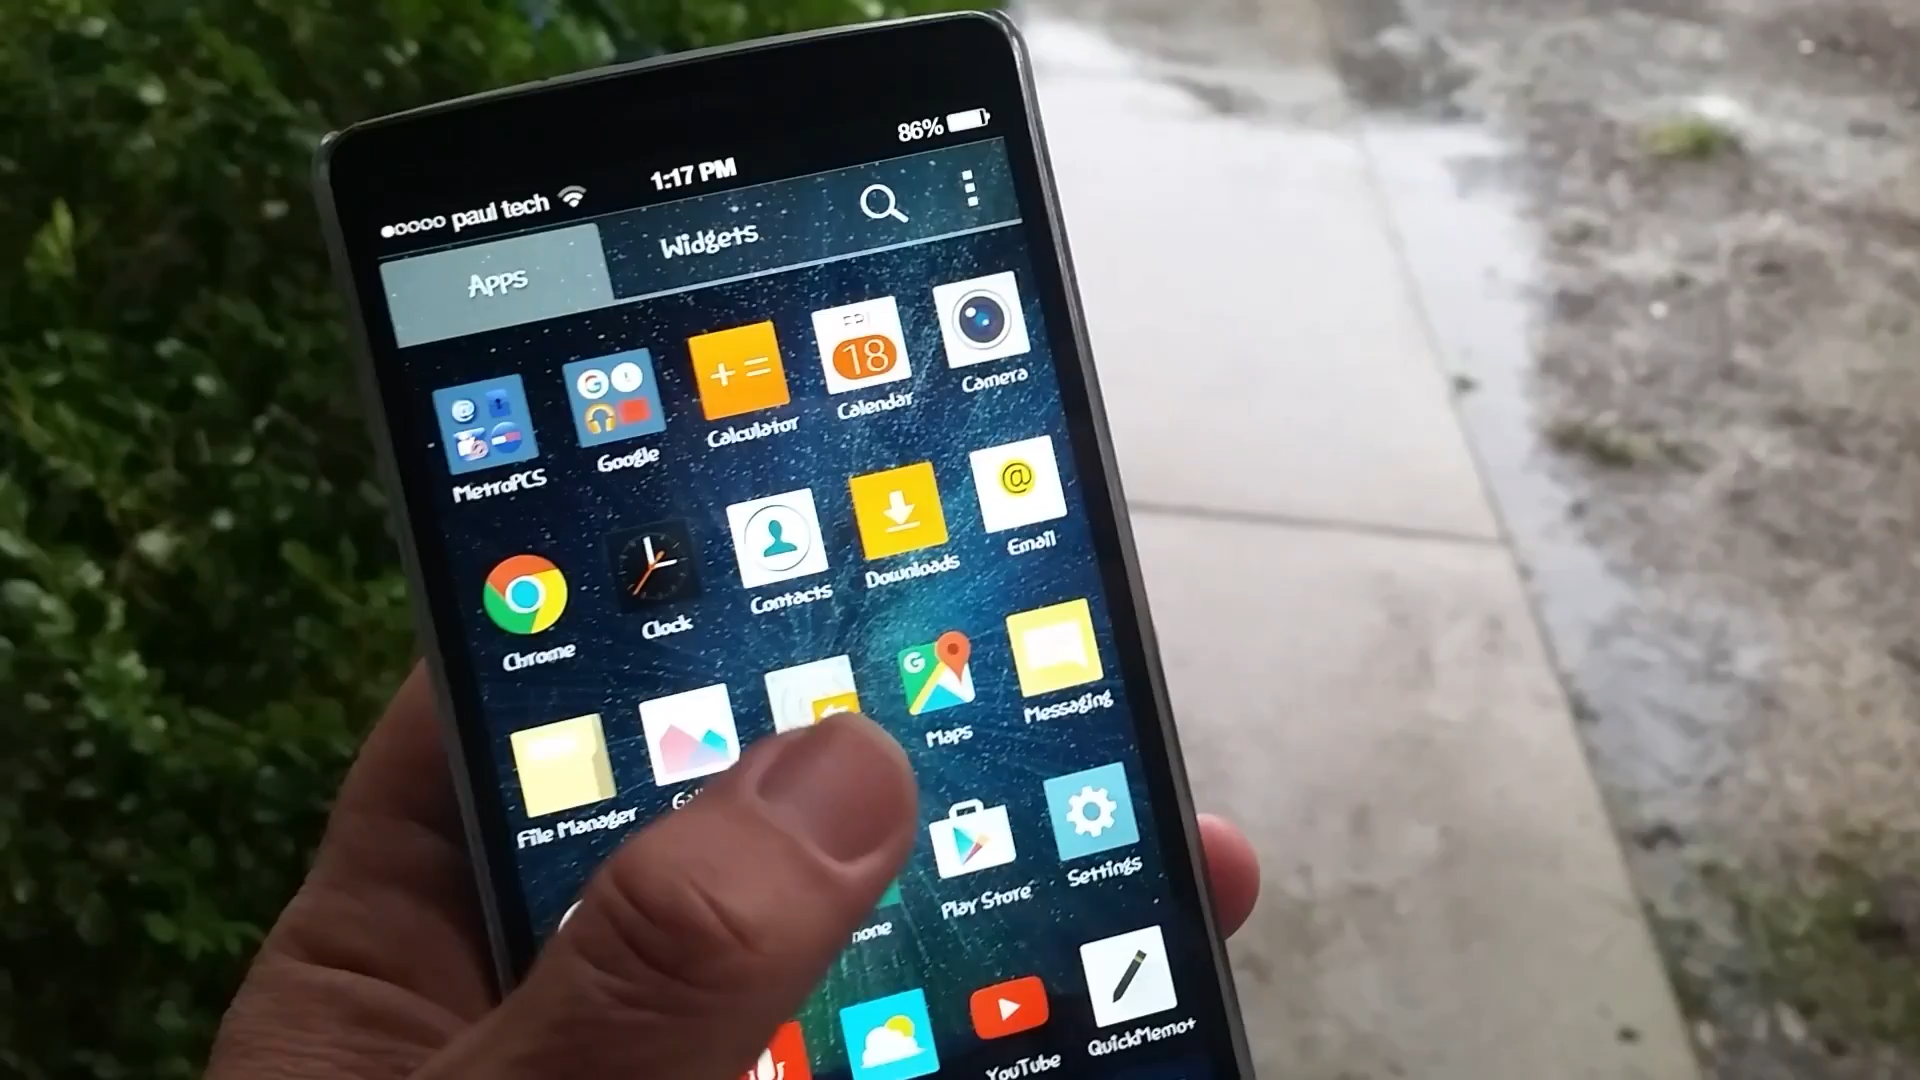 paul tech 1:17 PM 86%
Apps Widgets
FRI
18
MetroPCS Google Calculator Calendar Camera
@
@
Chrome Clock Contacts Downloads Email
G
File Manager Maps Messaging
Play Store Settings
YouTube QuickMemo+